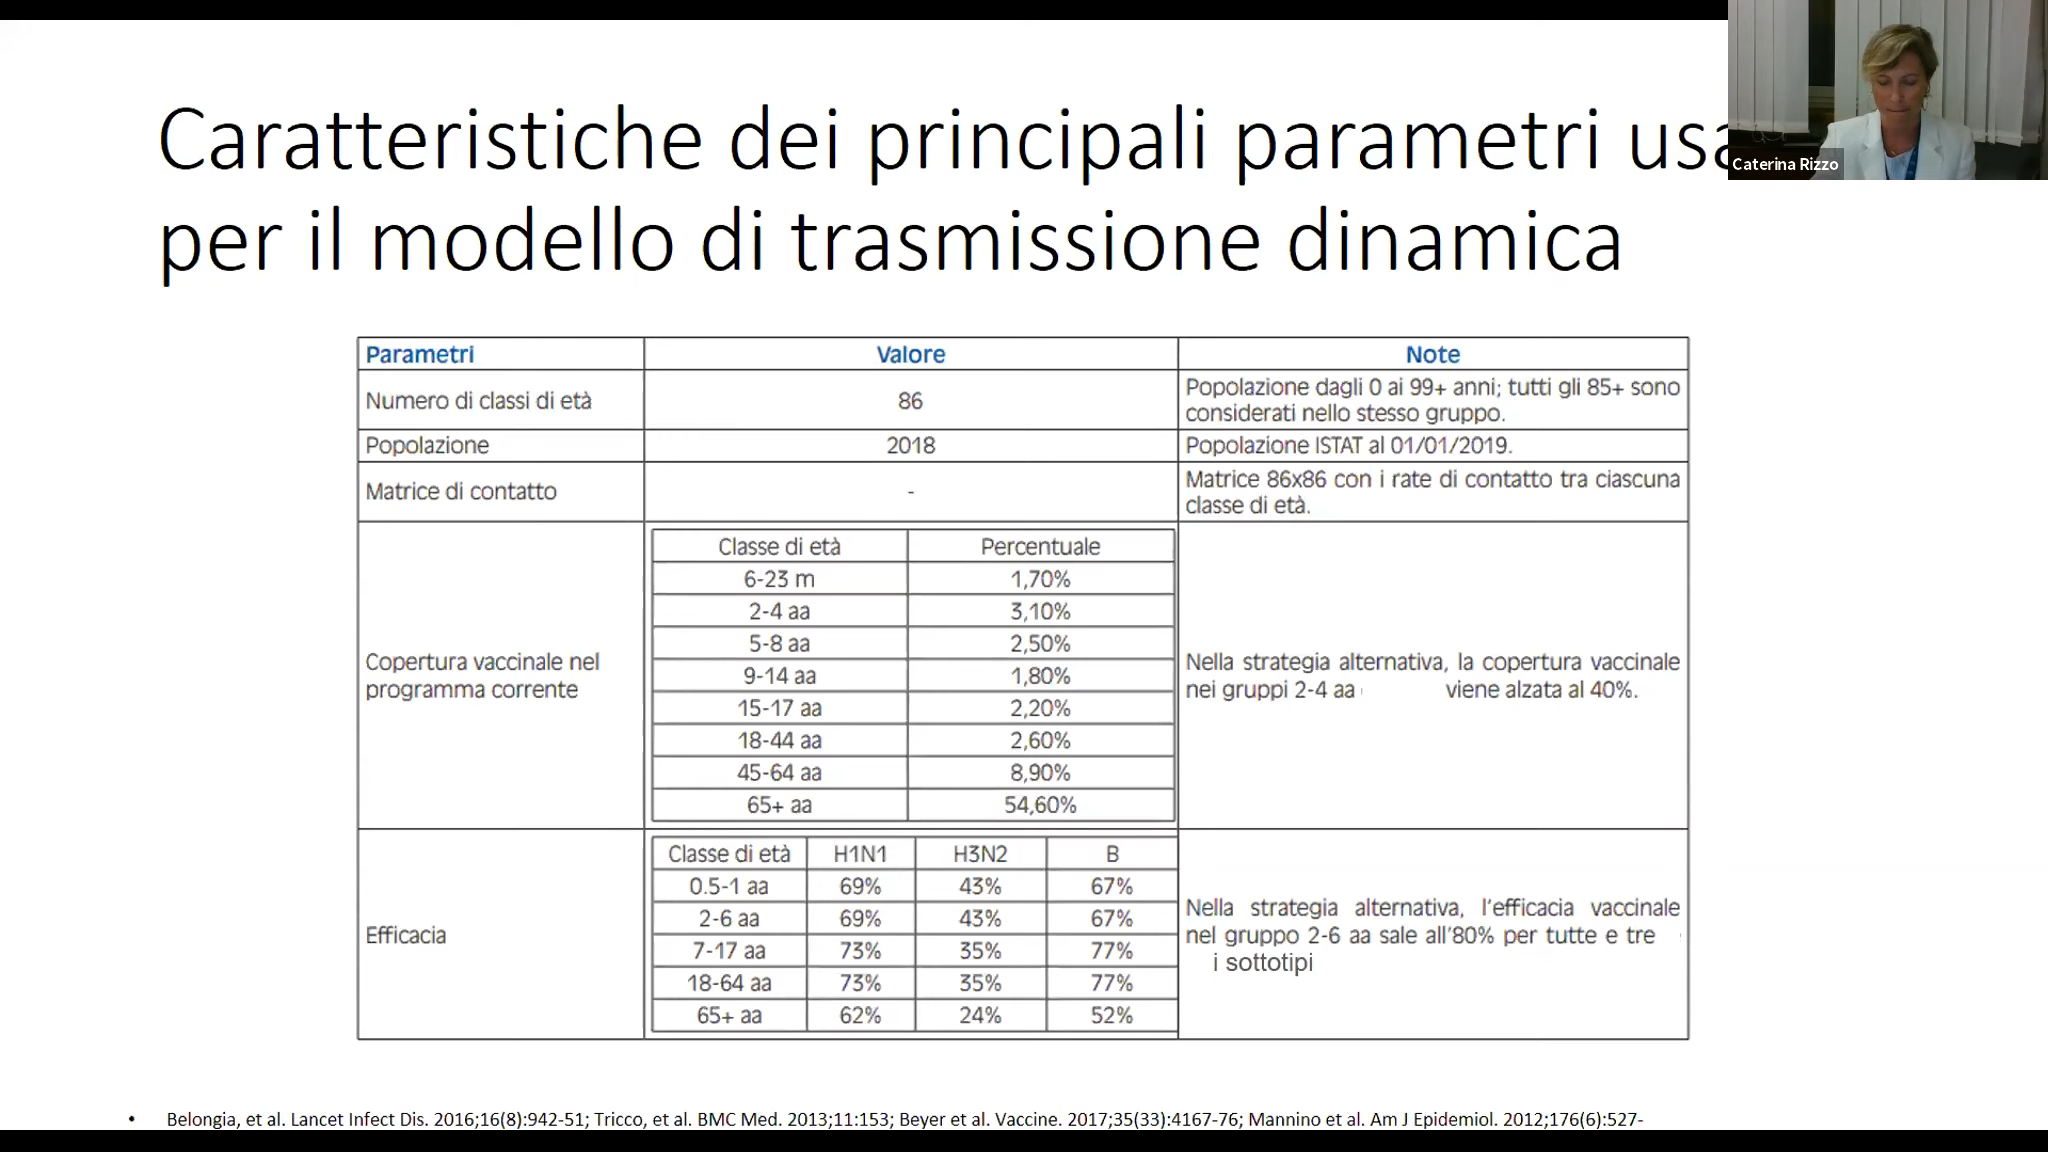 Caratteristiche dei principali parametri
per il modello di trasmissione dinamica
Caterina Rizzo
Parametri Valore Note
Numero di classi di età 86 Popolazione dagli 0 ai 99+ anni; tutti gli 85+ sono
considerati nello stesso gruppo.
Popolazione 2018 Popolazione ISTAT al 01/01/2019.
Matrice di contatto - Matrice 86x86 con i rate di contatto tra ciascuna
classe di età.
Copertura vaccinale nel
programma corrente
Classe di età Percentuale
6-23 m 1,70%
2-4 aa 3,10%
5-8 aa 2,50%
9-14 aa 1,80%
15-17 aa 2,20%
18-44 aa 2,60%
45-64 aa 8,90%
65+ aa 54,60%
Nella strategia alternativa, la copertura vaccinale
nei gruppi 2-4 aa viene alzata al 40%.
Efficacia
Classe di età H1N1 H3N2 B
0.5-1 aa 69% 43% 67%
2-6 aa 69% 43% 67%
7-17 aa 73% 35% 77%
18-64 aa 73% 35% 77%
65+ aa 62% 24% 52%
Nella strategia alternativa, l'efficacia vaccinale
nel gruppo 2-6 aa sale all'80% per tutte e tre
i sottotipi
• Belongia, et al. Lancet Infect Dis. 2016;16(8):942-51; Tricco, et al. BMC Med. 2013;11:153; Beyer et al. Vaccine. 2017;35(33):4167-76; Mannino et al. Am J Epidemiol. 2012;176(6):527-